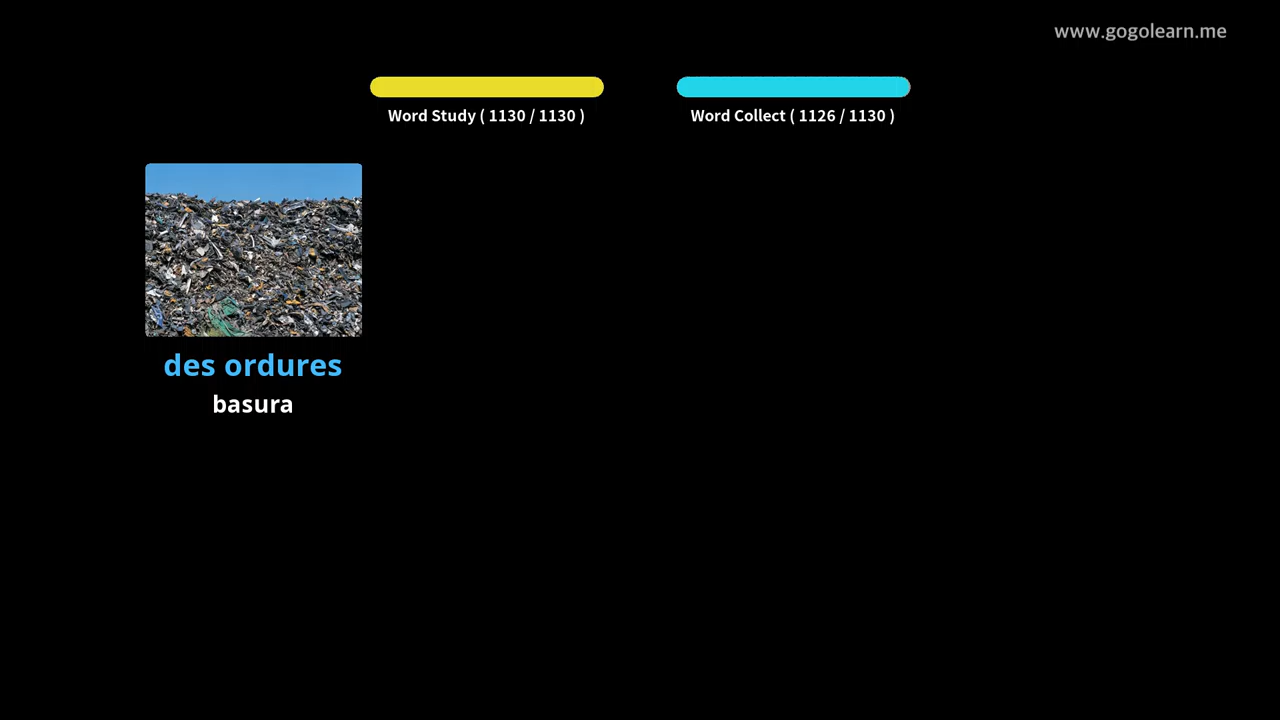 www.gogolearn.me
Word Study ( 1130 / 1130 )
Word Collect ( 1126 / 1130 )
des ordures
basura